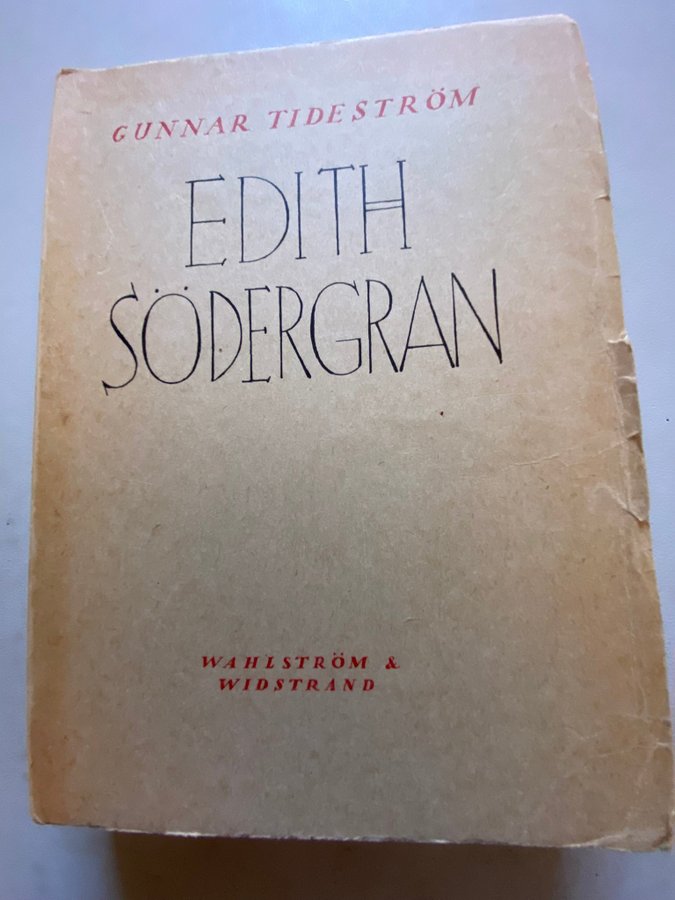 GUNNAR TIDESTRÖM
EDITH
SÖDERGRAN
WAHLSTRÖM &
WIDSTRAND